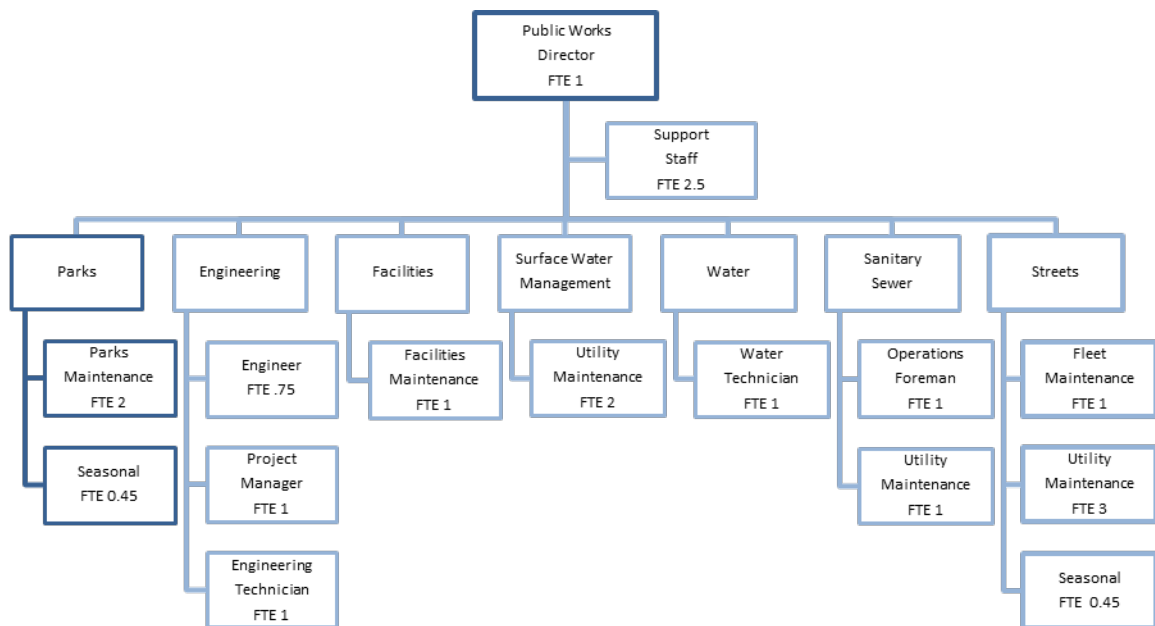 Public Works
Director
FTE 1
Support
Staff
FTE 2.5
Parks
Engineering
Facilities
Surface Water
Management
Water
Sanitary
Sewer
Streets
Parks
Maintenance
FTE 2
Engineer
FTE .75
Facilities
Maintenance
FTE 1
Utility
Maintenance
FTE 2
Water
Technician
FTE 1
Operations
Foreman
FTE 1
Fleet
Maintenance
FTE 1
Seasonal
FTE 0.45
Project
Manager
FTE 1
Utility
Maintenance
FTE 1
Utility
Maintenance
FTE 3
Engineering
Technician
FTE 1
Seasonal
FTE 0.45